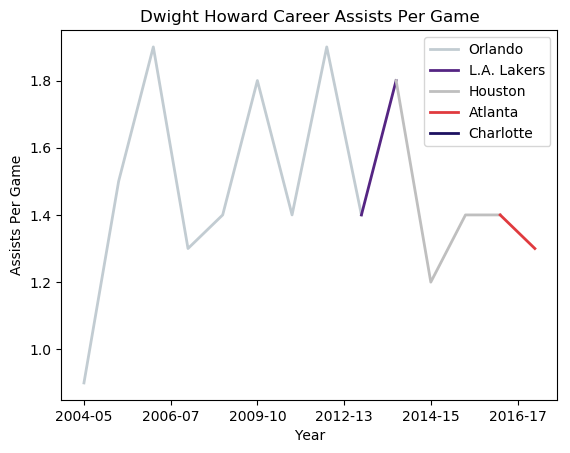 Dwight Howard Career Assists Per Game
Orlando
L.A. Lakers
Houston
Atlanta
Charlotte
Assists Per Game
1.8
1.6
1.4
1.2
1.0
2004-05 2006-07 2009-10 2012-13 2014-15 2016-17
Year